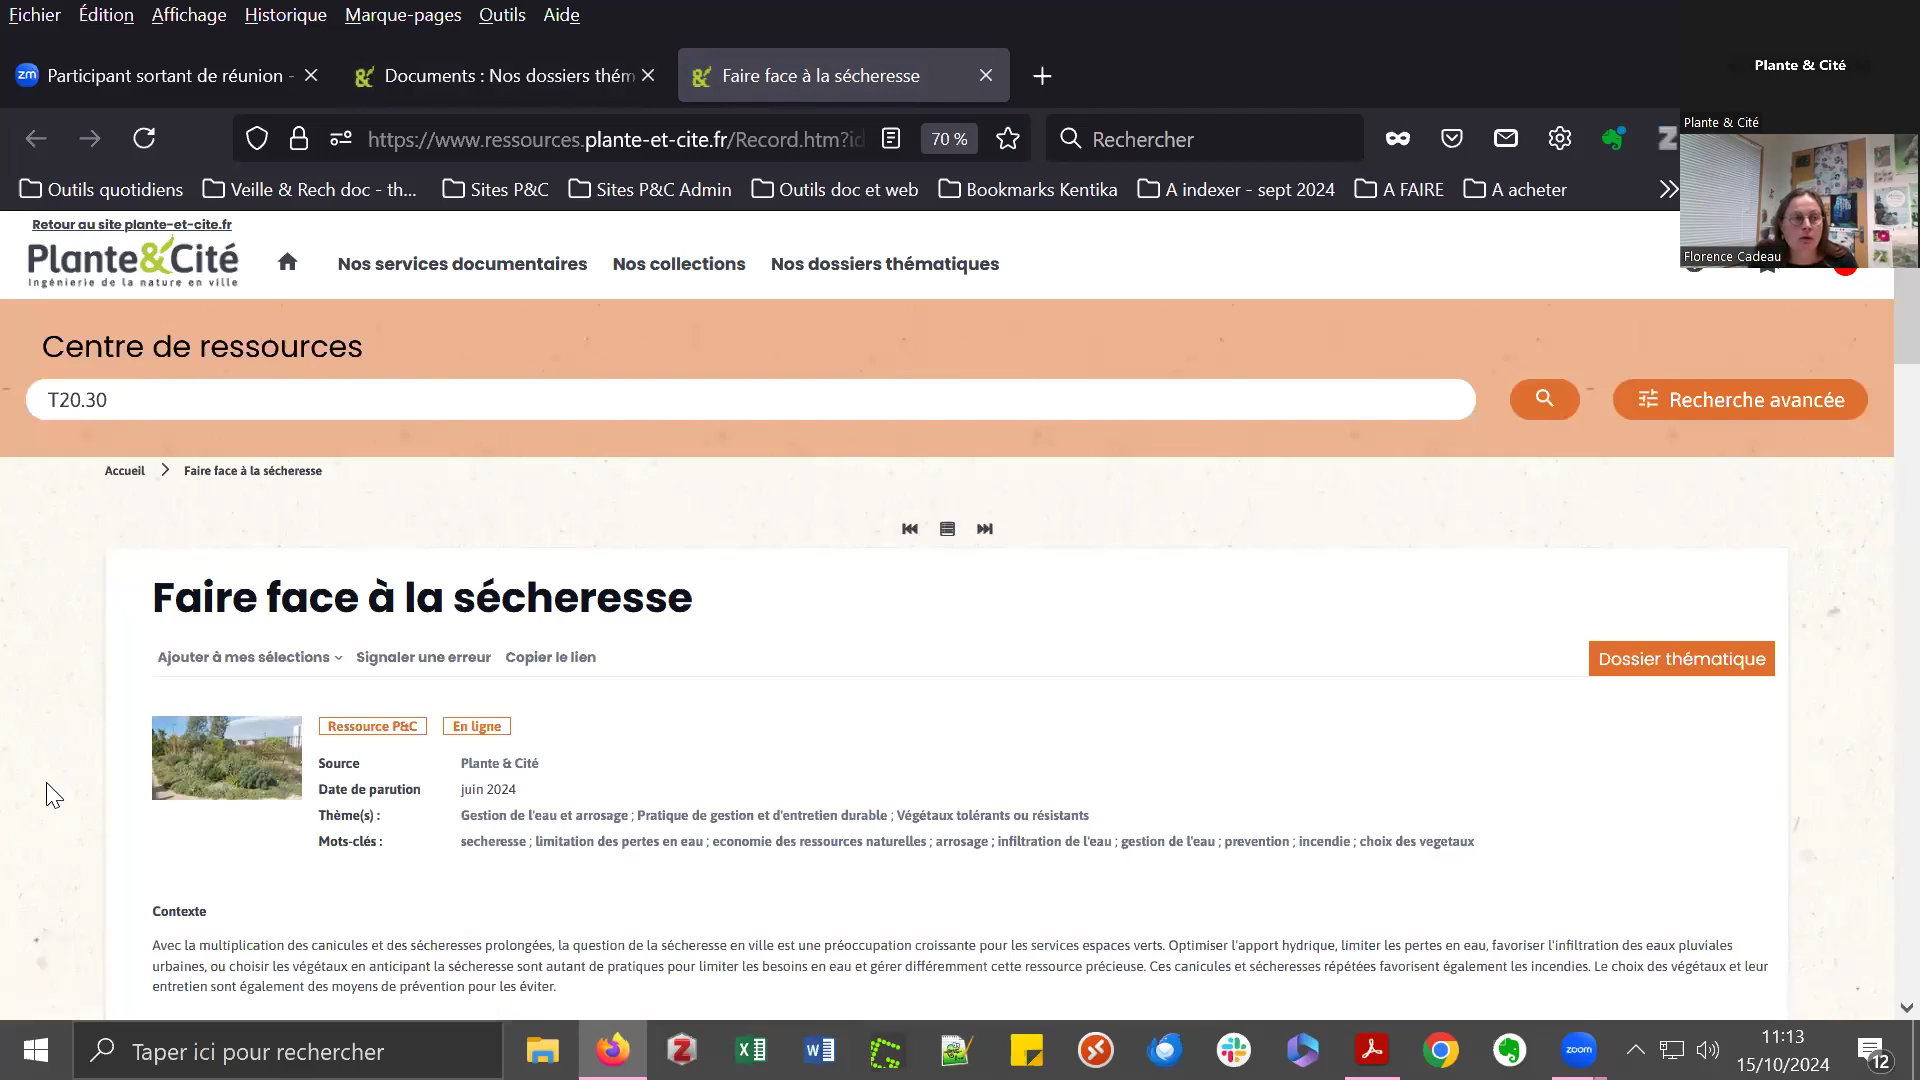 Fichier Édition Affichage Historique Marque-pages Outils Aide
Plante & Cité
zm Participant sortant de réunion -
Documents : Nos dossiers thém
Faire face à la sécheresse
https://www.ressources.plante-et-cite.fr/Record.htm?id
70 %
Rechercher
Plante & Cité
Outils quotidiens
Veille & Rech doc - th...
Sites P&C
Sites P&C Admin
Outils doc et web
Bookmarks Kentika
A indexer - sept 2024
A FAIRE
A acheter
Florence Cadeau
Retour au site plante-et-cite.fr
Plante&Cité
Ingénierie de la nature en ville
Nos services documentaires
Nos collections
Nos dossiers thématiques
Centre de ressources
T20.30
Recherche avancée
Accueil
Faire face à la sécheresse
Faire face à la sécheresse
Ajouter à mes sélections
Signaler une erreur
Copier le lien
Dossier thématique
Ressource P&C
En ligne
Source Plante & Cité
Date de parution juin 2024
Thème(s) : Gestion de l'eau et arrosage ; Pratique de gestion et d'entretien durable ; Végétaux tolérants ou résistants
Mots-clés : secheresse ; limitation des pertes en eau ; economie des ressources naturelles ; arrosage ; infiltration de l'eau ; gestion de l'eau ; prevention ; incendie ; choix des vegetaux
Contexte
Avec la multiplication des canicules et des sécheresses prolongées, la question de la sécheresse en ville est une préoccupation croissante pour les services espaces verts. Optimiser l'apport hydrique, limiter les pertes en eau, favoriser l'infiltration des eaux pluviales
urbaines, ou choisir les végétaux en anticipant la sécheresse sont autant de pratiques pour limiter les besoins en eau et gérer différemment cette ressource précieuse. Ces canicules et sécheresses répétées favorisent également les incendies. Le choix des végétaux et leur
entretien sont également des moyens de prévention pour les éviter.
Taper ici pour rechercher
zoom
11:13
15/10/2024
12